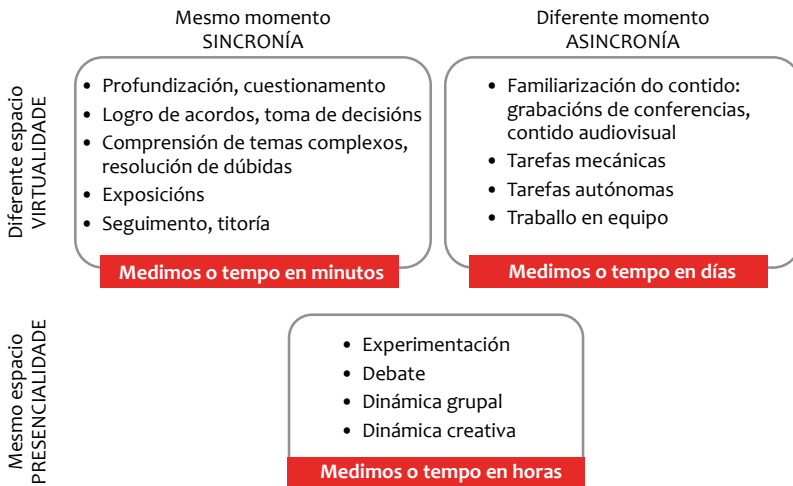 Mesmo momento
SINCRONÍA
Diferente momento
ASINCRONÍA
Diferente espacio
VIRTUALIDADE
• Profundización, cuestionamento
• Logro de acordos, toma de decisións
• Comprensión de temas complexos,
resolución de dúbidas
• Exposicións
• Seguimento, titoría
Medimos o tempo en minutos
• Familiarización do contido:
grabacións de conferencias,
contido audiovisual
• Tarefas mecánicas
• Tarefas autónomas
• Traballo en equipo
Medimos o tempo en días
Mesmo espacio
PRESENCIALIDADE
• Experimentación
• Debate
• Dinámica grupal
• Dinámica creativa
Medimos o tempo en horas